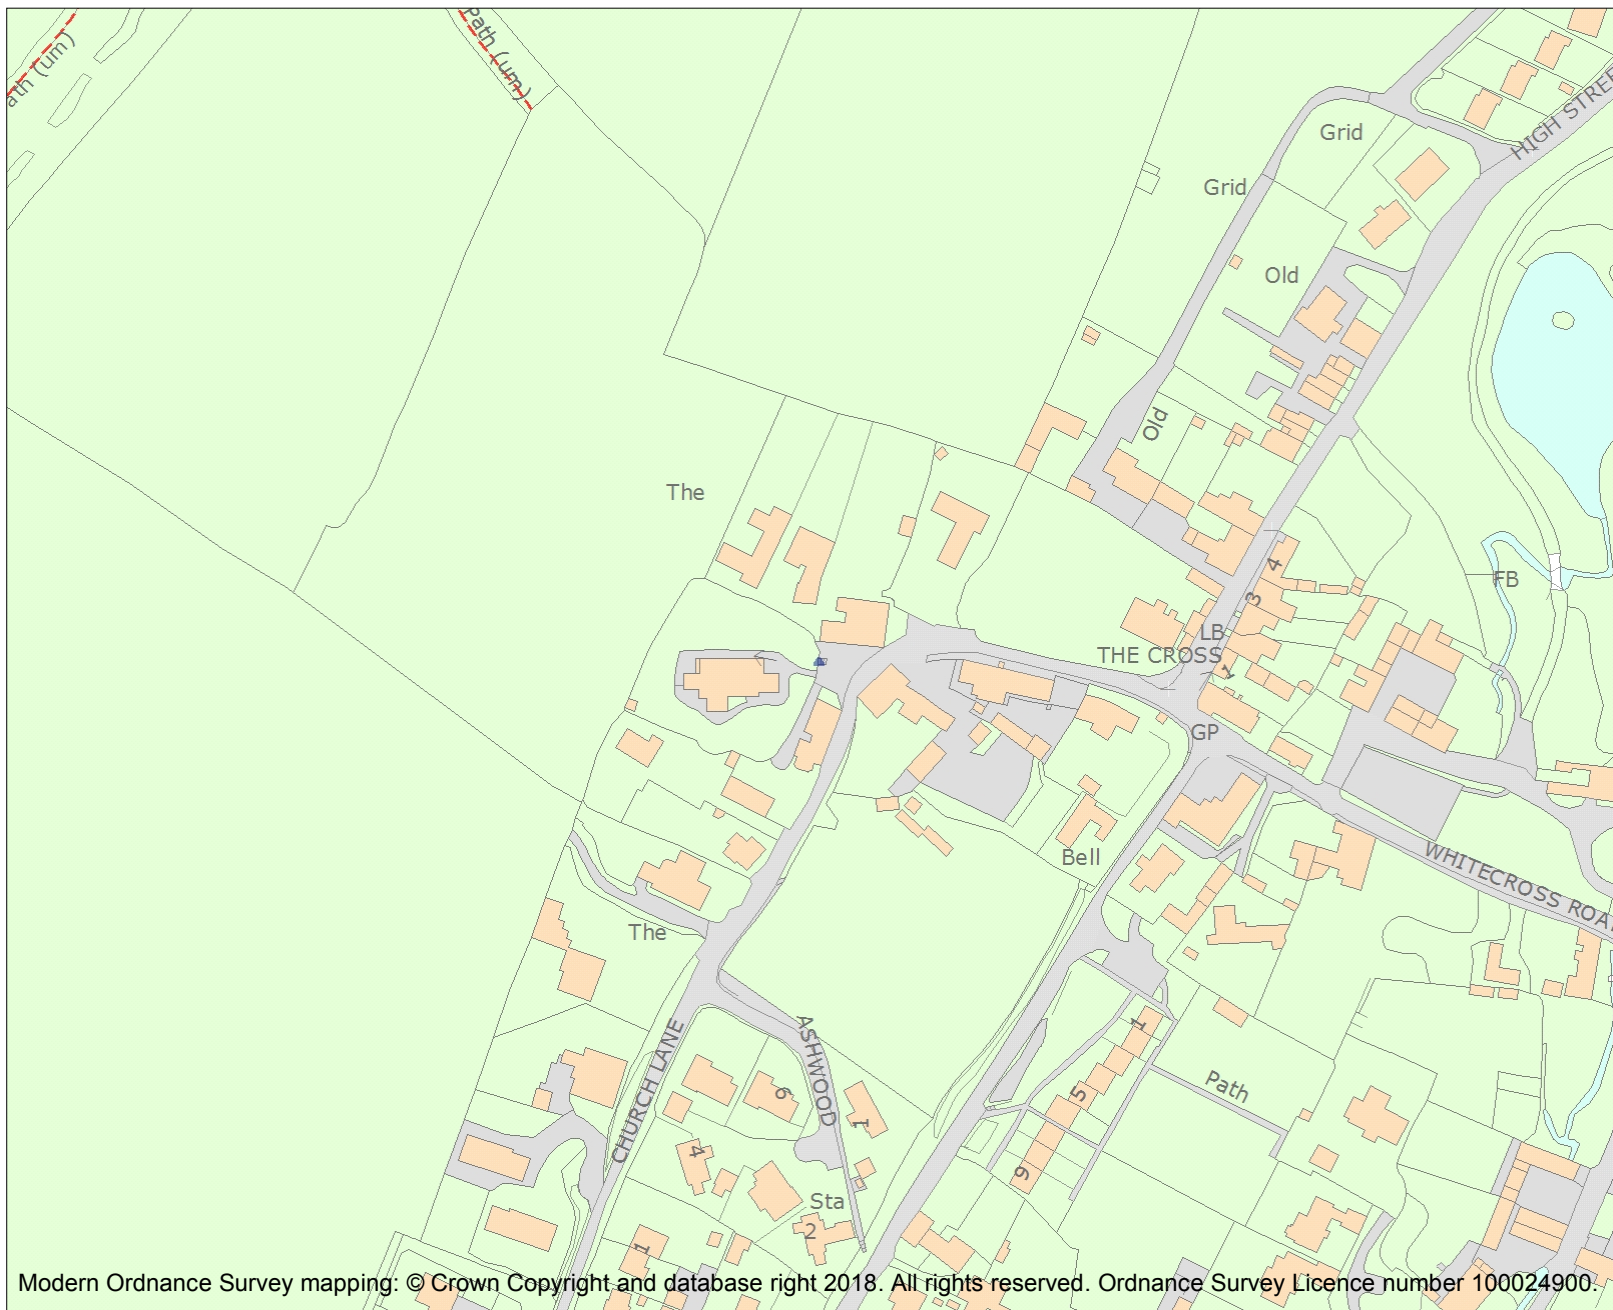 ath (um)
Path (um)
HIGH STREE
Grid
Grid
Old
Old
The
FB
4
3
LB
THE CROSS
1
GP
Bell
WHITECROSS ROA
The
CHURCH LANE
ASHWOOD
1
Path
6
5
1
4
9
Sta
2
1
Modern Ordnance Survey mapping: © Crown Copyright and database right 2018. All rights reserved. Ordnance Survey Licence number 100024900.